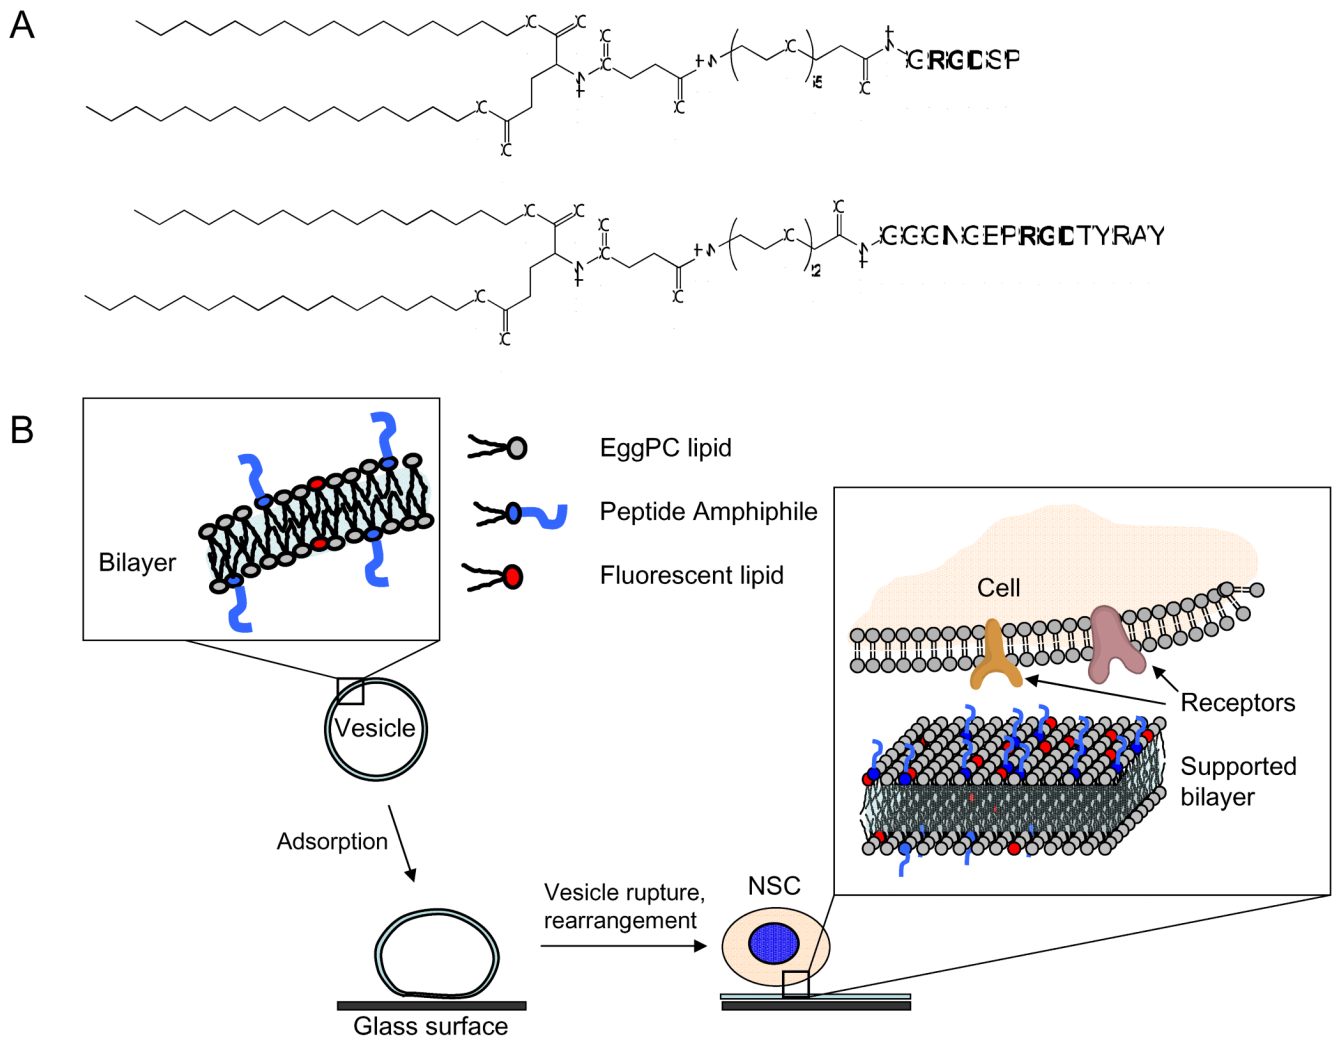 A
GRGDSP
GGGNGEPRGDTYRAY
B
EggPC lipid
Peptide Amphiphile
Fluorescent lipid
Bilayer
Vesicle
Adsorption
Glass surface
Vesicle rupture,
rearrangement
NSC
Cell
Receptors
Supported
bilayer